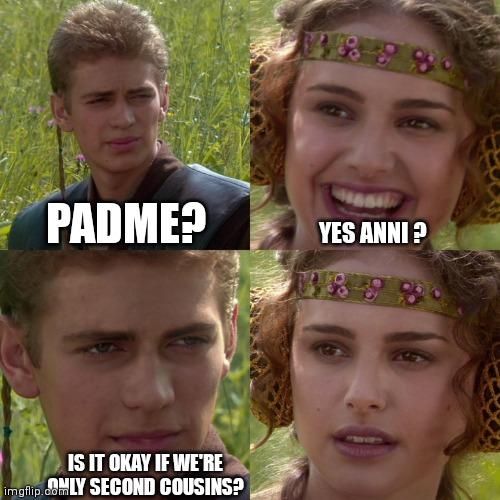 PADME?
YES ANNI ?
IS IT OKAY IF WE'RE
ONLY SECOND COUSINS?
imgflip.com